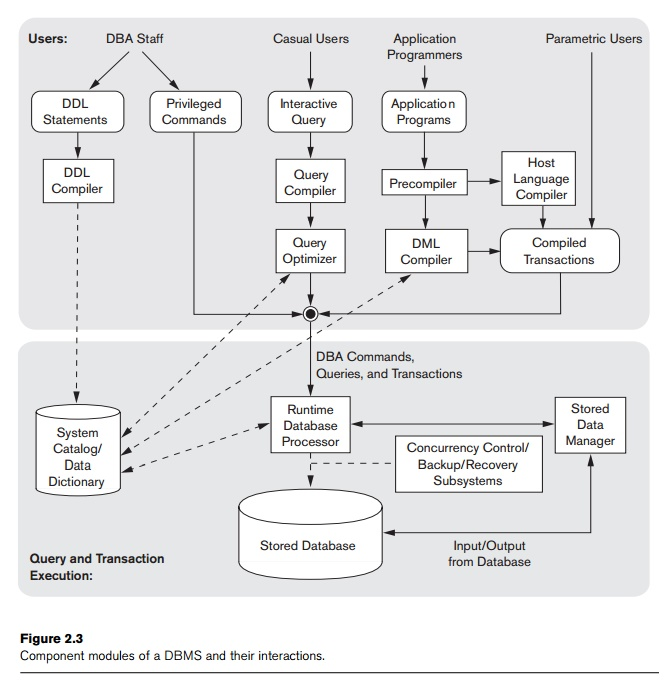 Users:
DBA Staff
Casual Users
Application
Programmers
Parametric Users
DDL
Statements
Privileged
Commands
Interactive
Query
Application
Programs
DDL
Compiler
Query
Compiler
Precompiler
Host
Language
Compiler
Query
Optimizer
DML
Compiler
Compiled
Transactions
DBA Commands,
Queries, and Transactions
System
Catalog/
Data
Dictionary
Runtime
Database
Processor
Stored
Data
Manager
Concurrency Control/
Backup/Recovery
Subsystems
Stored Database
Input/Output
from Database
Query and Transaction
Execution:
Figure 2.3
Component modules of a DBMS and their interactions.